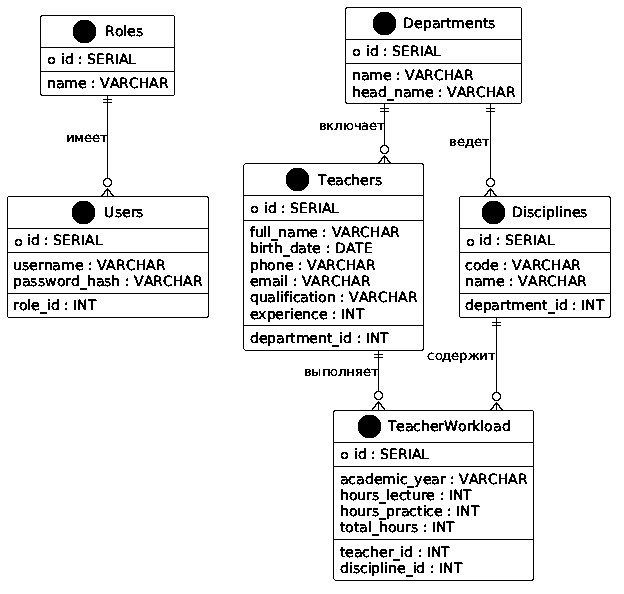 Roles
id : SERIAL
name : VARCHAR
Departments
id : SERIAL
name : VARCHAR
head_name : VARCHAR
имеет
включает
ведет
Users
id : SERIAL
username : VARCHAR
password_hash : VARCHAR
role_id : INT
Teachers
id : SERIAL
full_name : VARCHAR
birth_date : DATE
phone : VARCHAR
email : VARCHAR
qualification : VARCHAR
experience : INT
department_id : INT
Disciplines
id : SERIAL
code : VARCHAR
name : VARCHAR
department_id : INT
выполняет
содержит
TeacherWorkload
id : SERIAL
academic_year : VARCHAR
hours_lecture : INT
hours_practice : INT
total_hours : INT
teacher_id : INT
discipline_id : INT